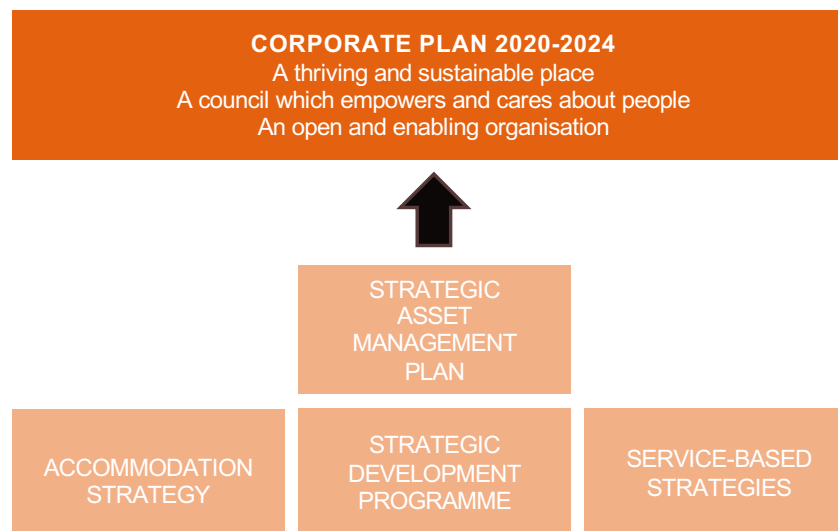 CORPORATE PLAN 2020-2024
A thriving and sustainable place
A council which empowers and cares about people
An open and enabling organisation
STRATEGIC
ASSET
MANAGEMENT
PLAN
ACCOMMODATION
STRATEGY
STRATEGIC
DEVELOPMENT
PROGRAMME
SERVICE-BASED
STRATEGIES